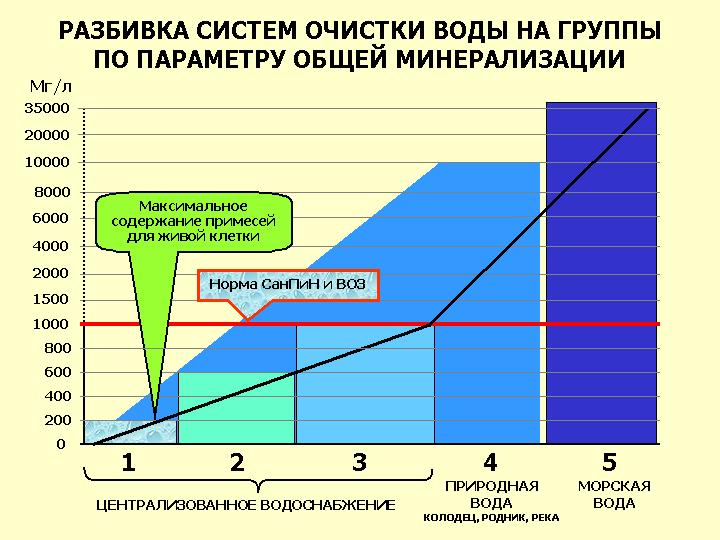 РАЗБИВКА СИСТЕМ ОЧИСТКИ ВОДЫ НА ГРУППЫ
ПО ПАРАМЕТРУ ОБЩЕЙ МИНЕРАЛИЗАЦИИ
Мг/л
35000
20000
10000
8000
6000
4000
2000
1500
1000
800
600
400
200
0
Максимальное
содержание примесей
для живой клетки
Норма СанПиН и ВОЗ
1
2
3
4
5
ЦЕНТРАЛИЗОВАННОЕ ВОДОСНАБЖЕНИЕ
ПРИРОДНАЯ
ВОДА
КОЛОДЕЦ, РОДНИК, РЕКА
МОРСКАЯ
ВОДА